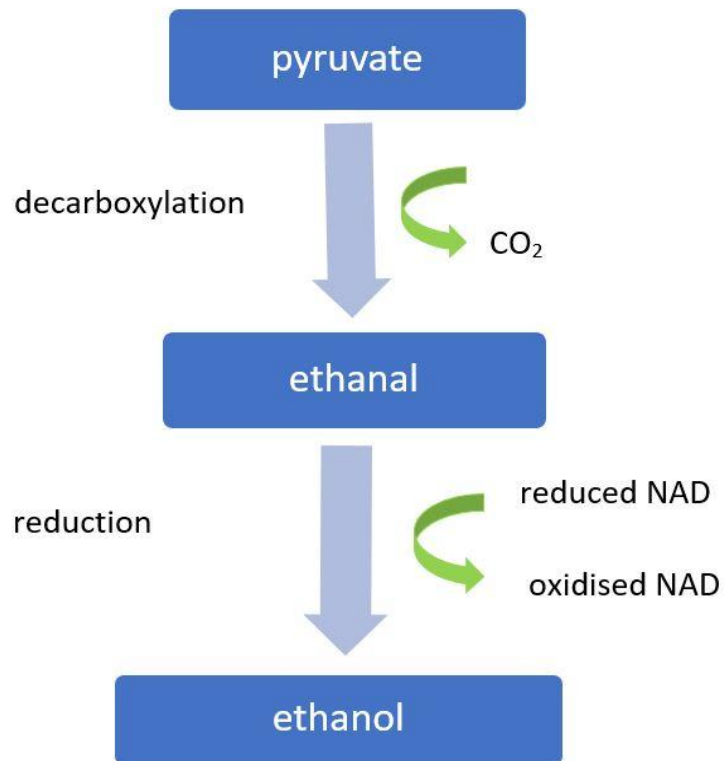 pyruvate
decarboxylation
CO₂
ethanal
reduced NAD
reduction
oxidised NAD
ethanol